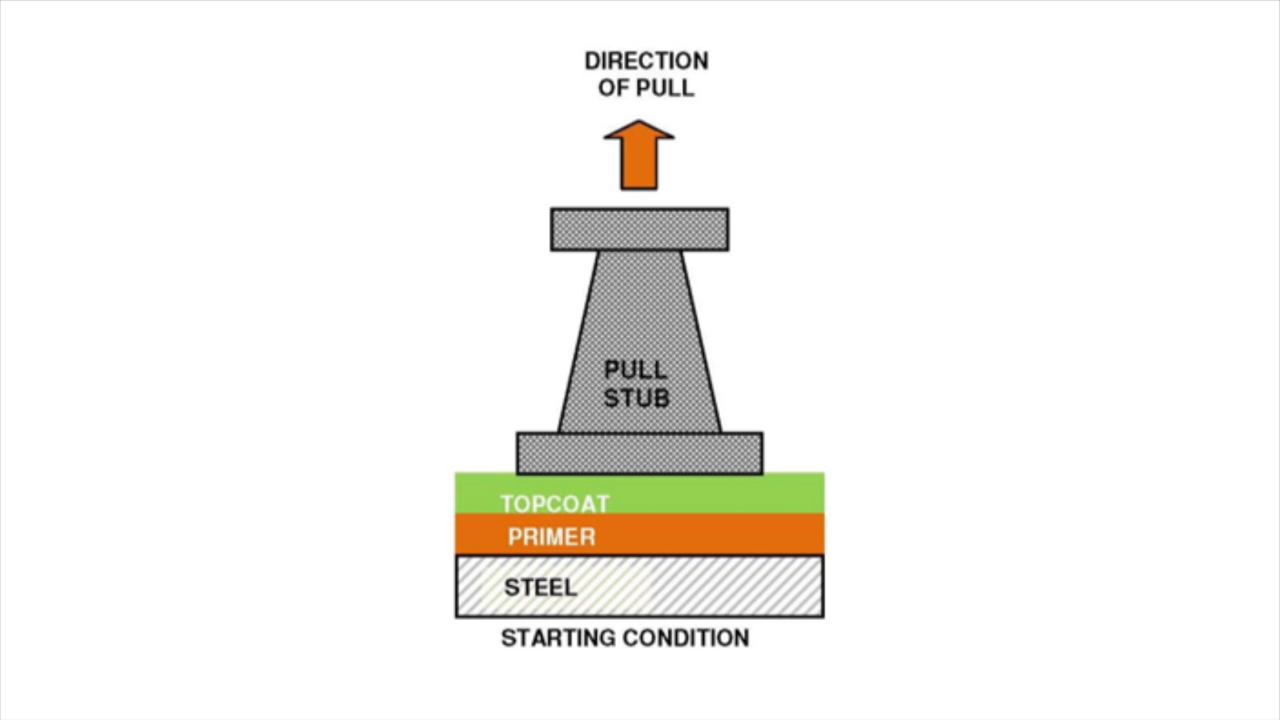 DIRECTION
OF PULL
PULL
STUB
TOPCOAT
PRIMER
STEEL
STARTING CONDITION